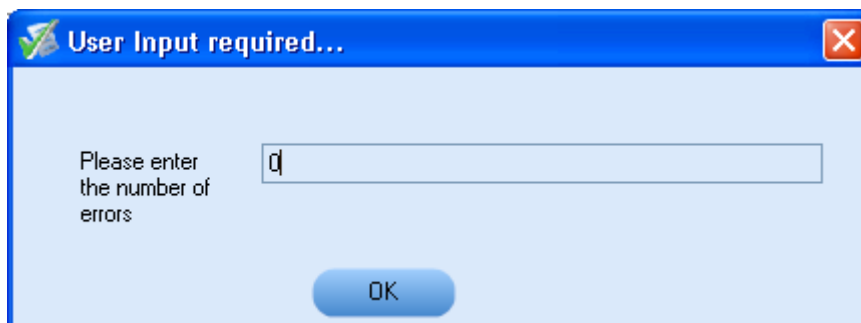 User Input required...
Please enter
the number of
errors
0
OK